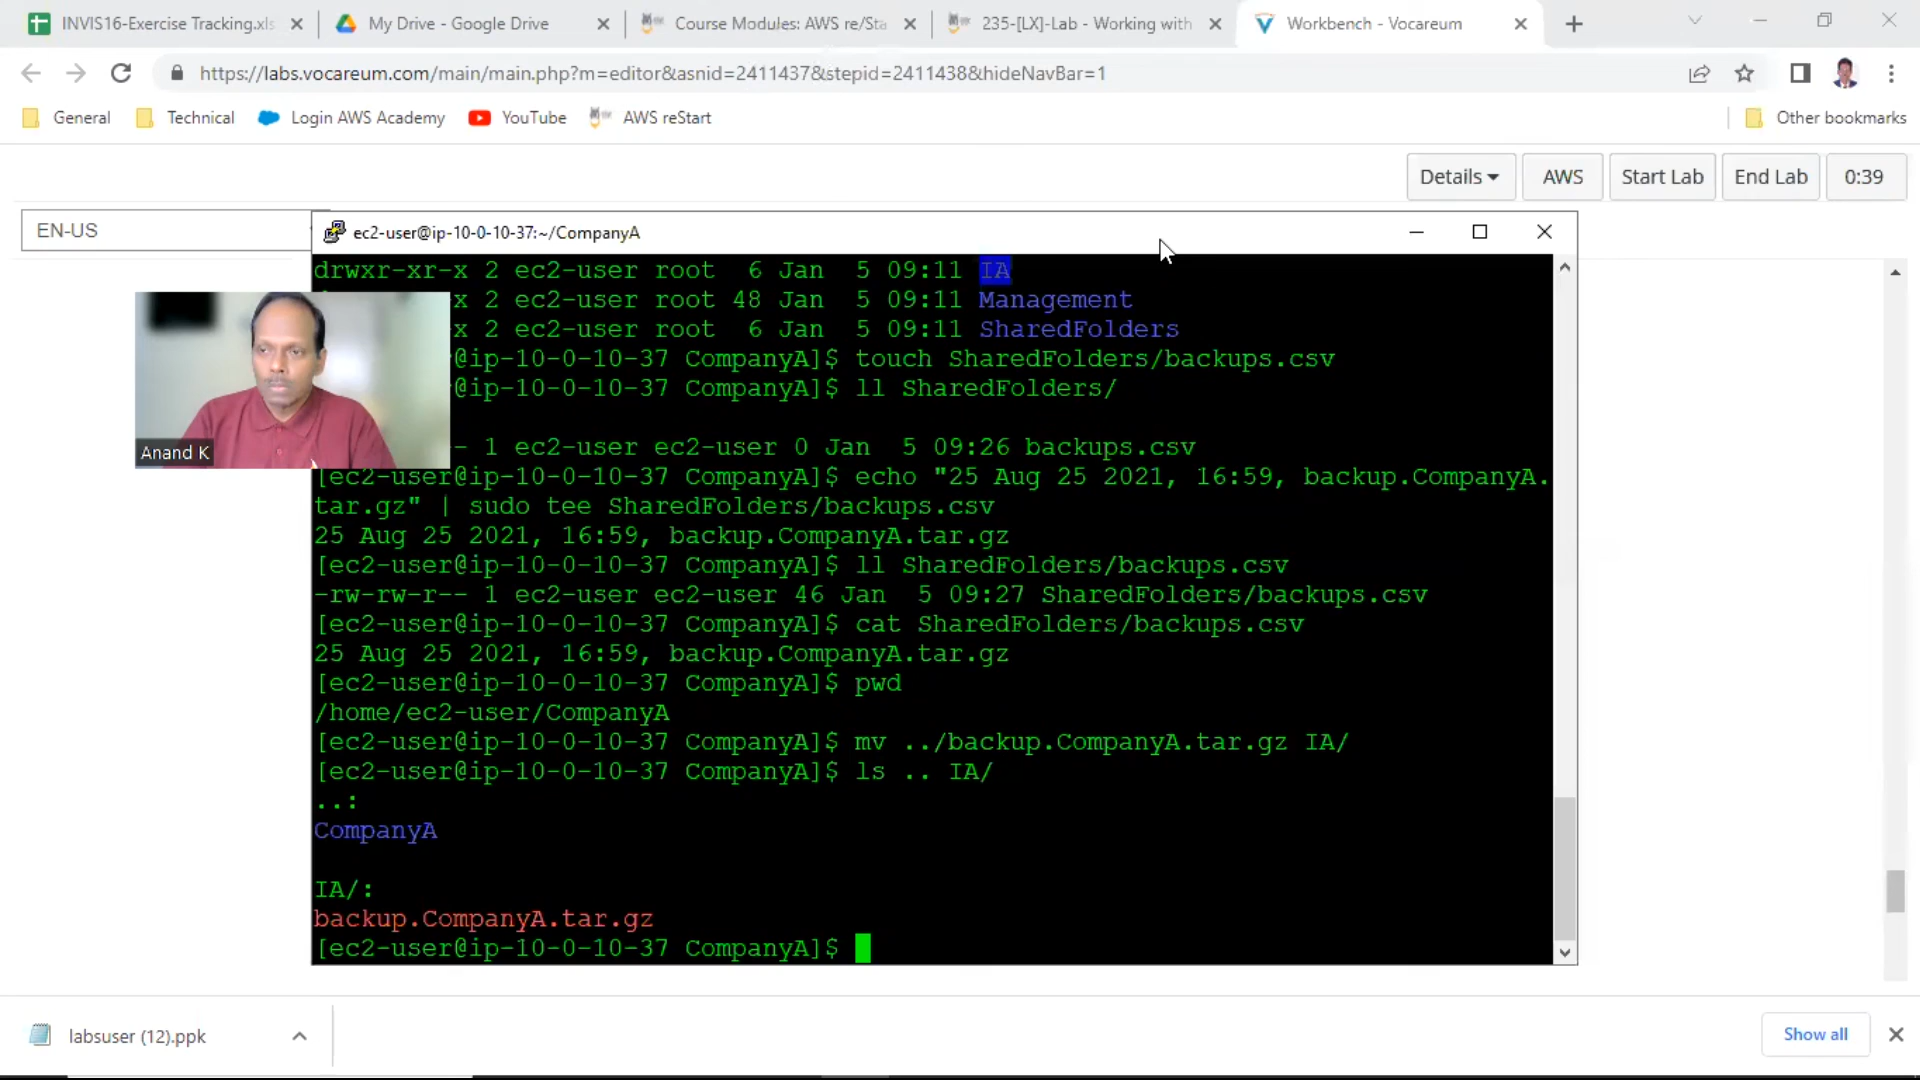 INVIS16-Exercise Tracking.xls
My Drive - Google Drive
Course Modules: AWS re/Sta
235-[LX]-Lab - Working with
Workbench - Vocareum
https://labs.vocareum.com/main/main.php?m=editor&asnid=2411437&stepid=2411438&hideNavBar=1
General
Technical
Login AWS Academy
YouTube
AWS reStart
Other bookmarks
Details
AWS
Start Lab
End Lab
0:39
EN-US
ec2-user@ip-10-0-10-37:~/CompanyA
drwxr-xr-x 2 ec2-user root  6 Jan  5 09:11 IA
x 2 ec2-user root 48 Jan  5 09:11 Management
x 2 ec2-user root  6 Jan  5 09:11 SharedFolders
@ip-10-0-10-37 CompanyA]$ touch SharedFolders/backups.csv
@ip-10-0-10-37 CompanyA]$ ll SharedFolders/
-- 1 ec2-user ec2-user 0 Jan  5 09:26 backups.csv
[ec2-user@ip-10-0-10-37 CompanyA]$ echo "25 Aug 25 2021, 16:59, backup.CompanyA.
tar.gz" | sudo tee SharedFolders/backups.csv
25 Aug 25 2021, 16:59, backup.CompanyA.tar.gz
[ec2-user@ip-10-0-10-37 CompanyA]$ ll SharedFolders/backups.csv
-rw-rw-r-- 1 ec2-user ec2-user 46 Jan  5 09:27 SharedFolders/backups.csv
[ec2-user@ip-10-0-10-37 CompanyA]$ cat SharedFolders/backups.csv
25 Aug 25 2021, 16:59, backup.CompanyA.tar.gz
[ec2-user@ip-10-0-10-37 CompanyA]$ pwd
/home/ec2-user/CompanyA
[ec2-user@ip-10-0-10-37 CompanyA]$ mv ../backup.CompanyA.tar.gz IA/
[ec2-user@ip-10-0-10-37 CompanyA]$ ls .. IA/
..:
CompanyA
IA/:
backup.CompanyA.tar.gz
[ec2-user@ip-10-0-10-37 CompanyA]$
Anand K
labsuser (12).ppk
Show all